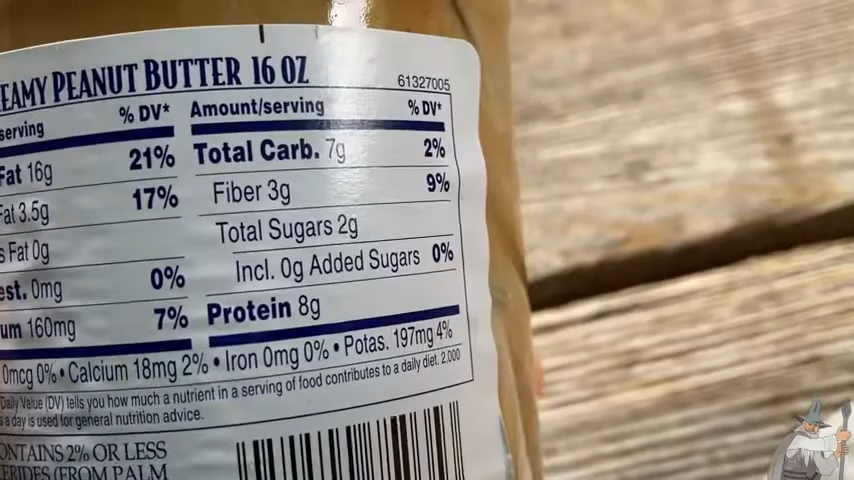 EAMY PEANUT BUTTER 16 OZ
61327005
serving % DV* Amount/serving % DV*
Fat 16g 21% Total Carb. 7g 2%
Fat 3.5g 17% Fiber 3g 9%
s Fat 0g Total Sugars 2g
est. 0mg 0% Incl. 0g Added Sugars 0%
um 160mg 7% Protein 8g
0mcg 0% • Calcium 18mg 2% • Iron 0mg 0% • Potas. 197mg 4%
Daily Value (DV) tells you how much a nutrient in a serving of food contributes to a daily diet. 2,000
s a day is used for general nutrition advice.
ONTAINS 2% OR LESS
ERIDES (FROM PALM